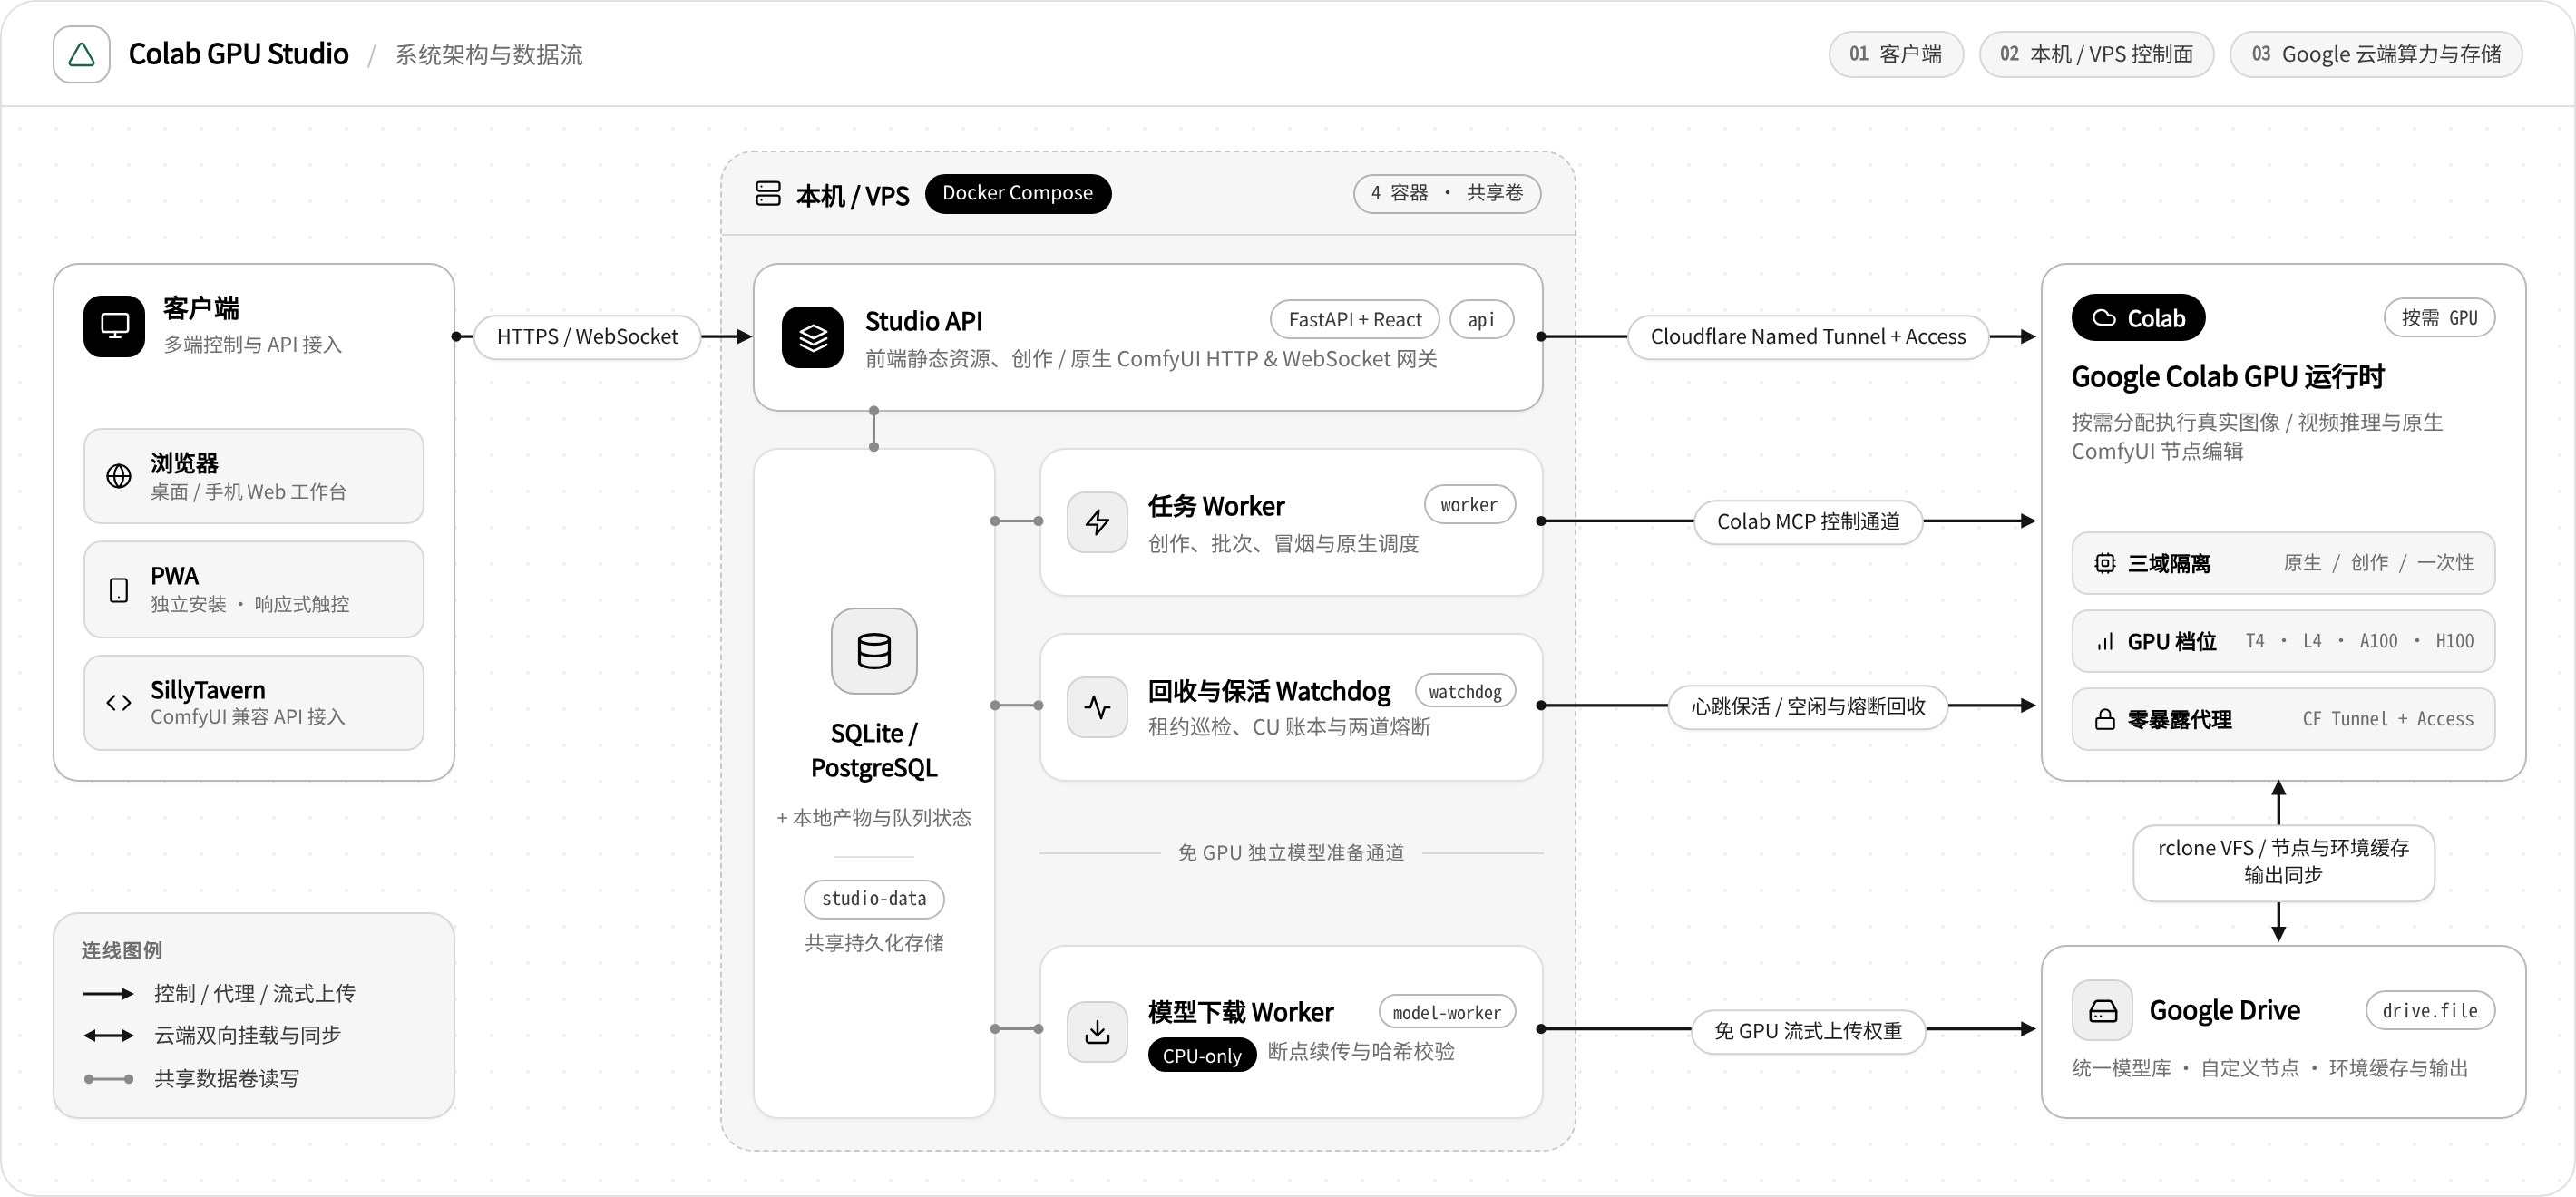 Colab GPU Studio / 系统架构与数据流
01 客户端
02 本机 / VPS 控制面
03 Google 云端算力与存储
客户端
多端控制与 API 接入
浏览器
桌面 / 手机 Web 工作台
PWA
独立安装 · 响应式触控
SillyTavern
ComfyUI 兼容 API 接入
连线图例
控制 / 代理 / 流式上传
云端双向挂载与同步
共享数据卷读写
HTTPS / WebSocket
本机 / VPS
Docker Compose
4 容器 · 共享卷
Studio API
FastAPI + React
api
前端静态资源、创作 / 原生 ComfyUI HTTP & WebSocket 网关
SQLite /
PostgreSQL
+ 本地产物与队列状态
studio-data
共享持久化存储
任务 Worker
worker
创作、批次、冒烟与原生调度
回收与保活 Watchdog
watchdog
租约巡检、CU 账本与两道熔断
免 GPU 独立模型准备通道
模型下载 Worker
model-worker
CPU-only
断点续传与哈希校验
Cloudflare Named Tunnel + Access
Colab MCP 控制通道
心跳保活 / 空闲与熔断回收
免 GPU 流式上传权重
Colab
按需 GPU
Google Colab GPU 运行时
按需分配执行真实图像 / 视频推理与原生
ComfyUI 节点编辑
三域隔离
原生 / 创作 / 一次性
GPU 档位
T4 · L4 · A100 · H100
零暴露代理
CF Tunnel + Access
rclone VFS / 节点与环境缓存
输出同步
Google Drive
drive.file
统一模型库 · 自定义节点 · 环境缓存与输出